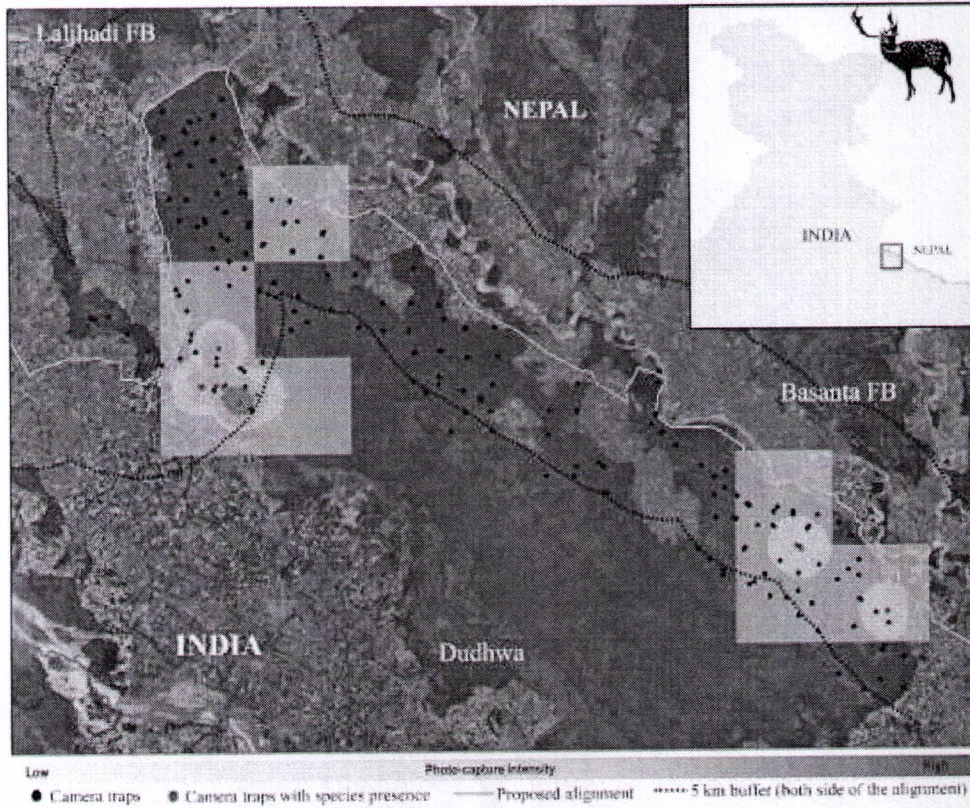 Laljhadi FB
NEPAL
INDIA
NEPAL
Basanta FB
INDIA
Dudhwa
Low
Photo-capture intensity
High
Camera traps
Camera traps with species presence
Proposed alignment
5 km buffer (both side of the alignment)